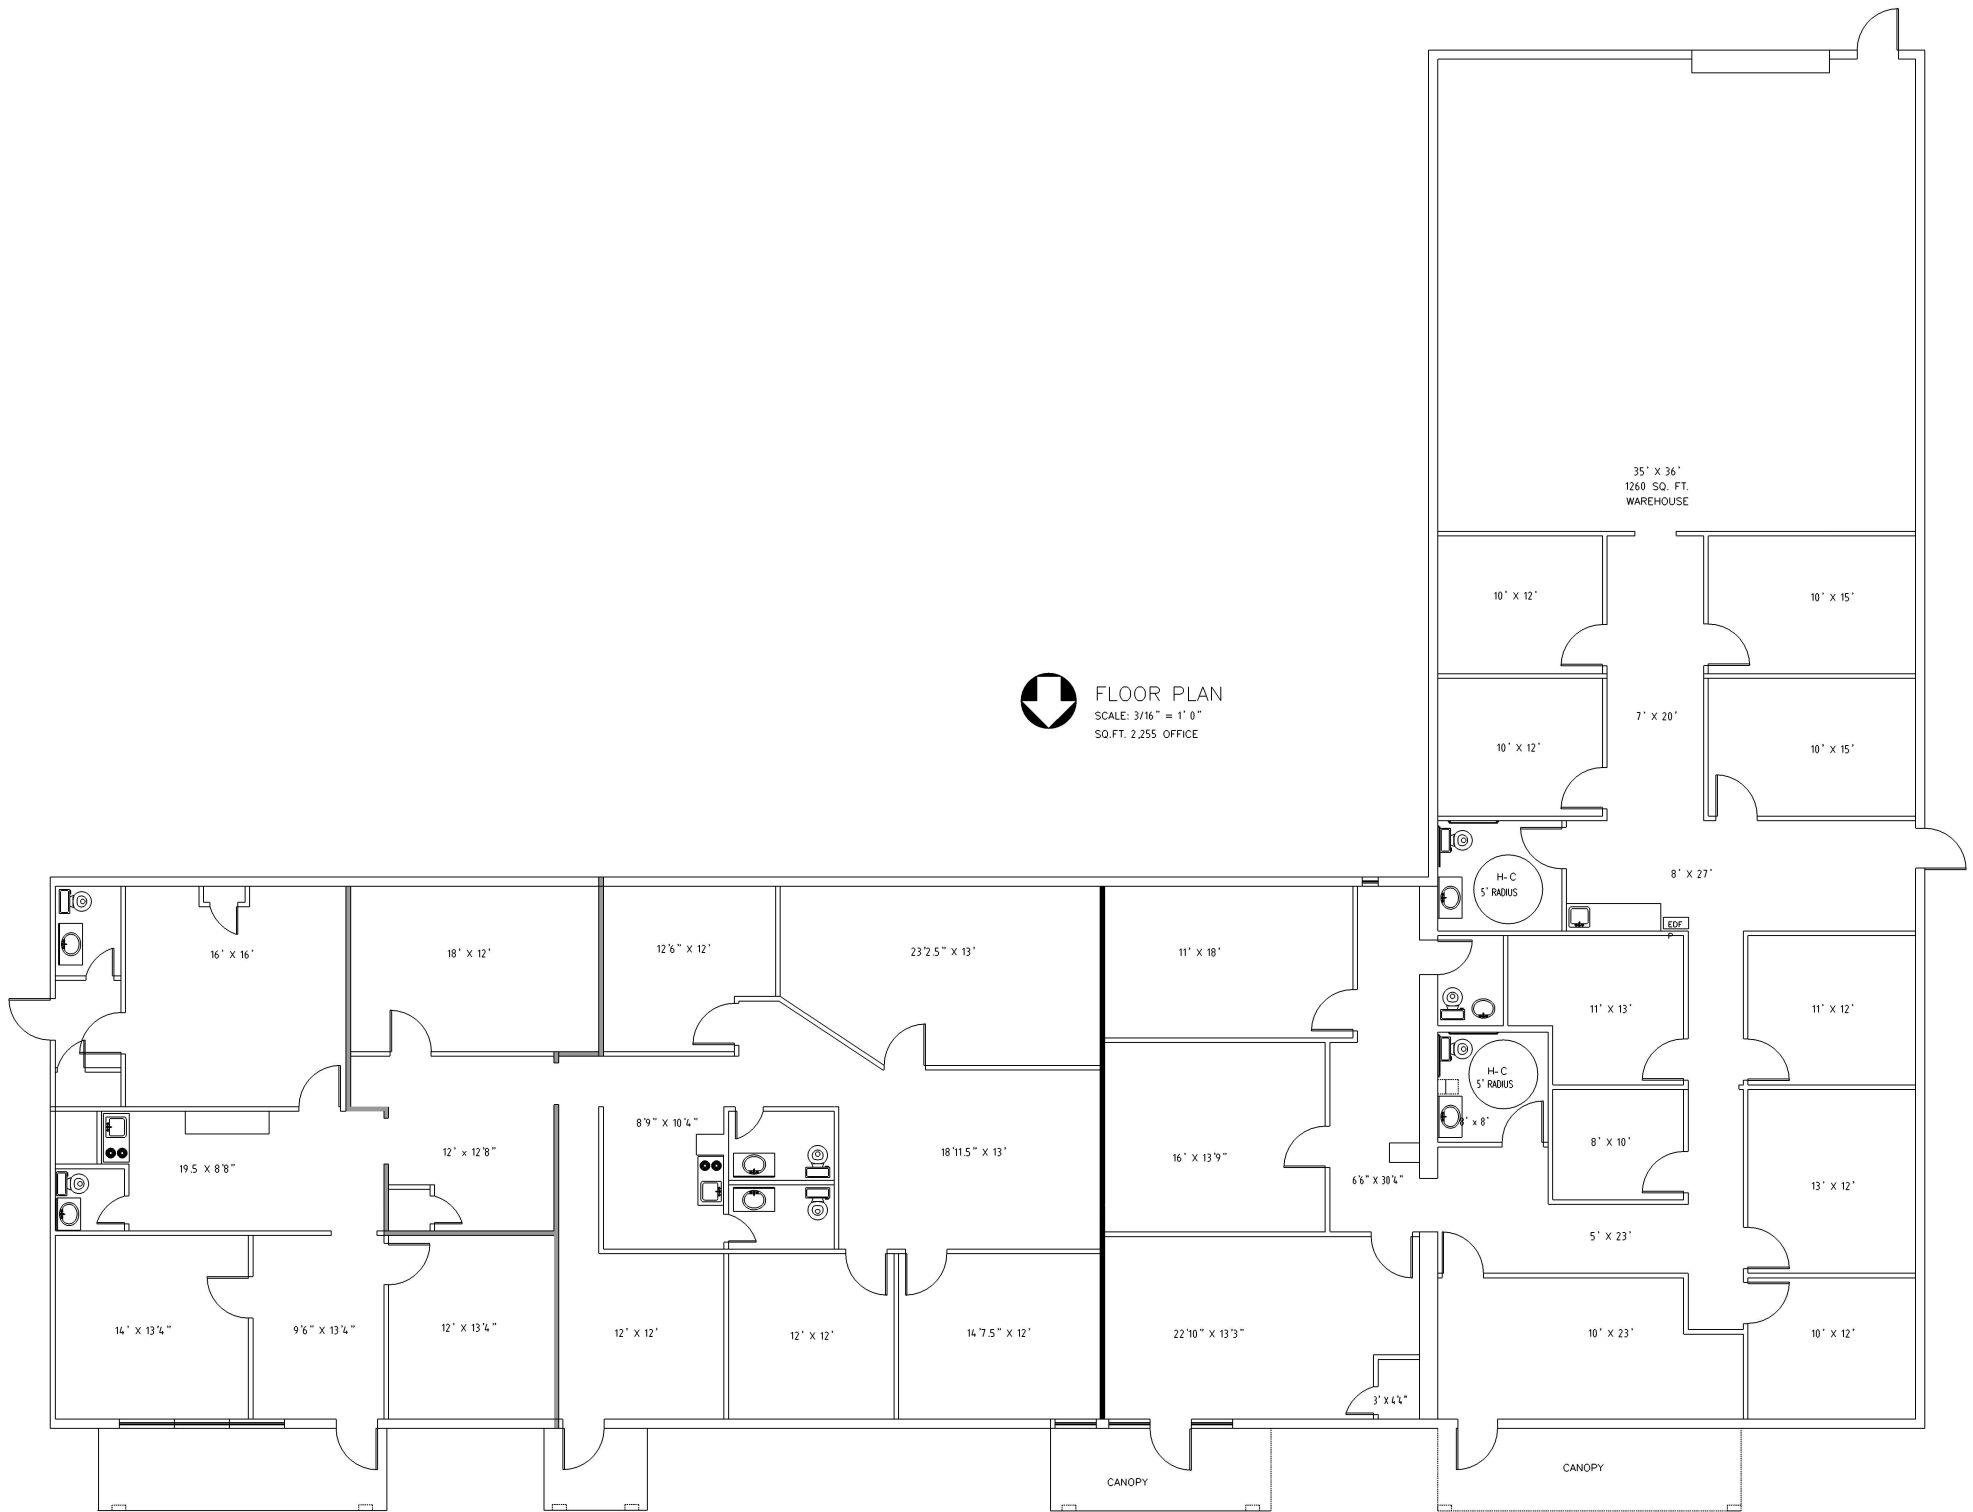 35' X 36'
1260 SQ. FT.
WAREHOUSE
10' X 12'
10' X 15'
FLOOR PLAN
SCALE: 3/16" = 1' 0"
SQ.FT. 2,255 OFFICE
7' X 20'
10' X 12'
10' X 15'
H-C
5' RADIUS
8' X 27'
EDF
P
16' X 16'
18' X 12'
12'6" X 12'
23'2.5" X 13'
11' X 18'
11' X 13'
11' X 12'
H-C
5' RADIUS
8' x 8'
8'9" X 10'4"
19.5 X 8'8"
12' x 12'8"
18'11.5" X 13'
16' X 13'9"
6'6" X 30'4"
8' X 10'
13' X 12'
5' X 23'
14' X 13'4"
9'6" X 13'4"
12' X 13'4"
12' X 12'
12' X 12'
14'7.5" X 12'
22'10" X 13'3"
3' X 4'4"
10' X 23'
10' X 12'
CANOPY
CANOPY